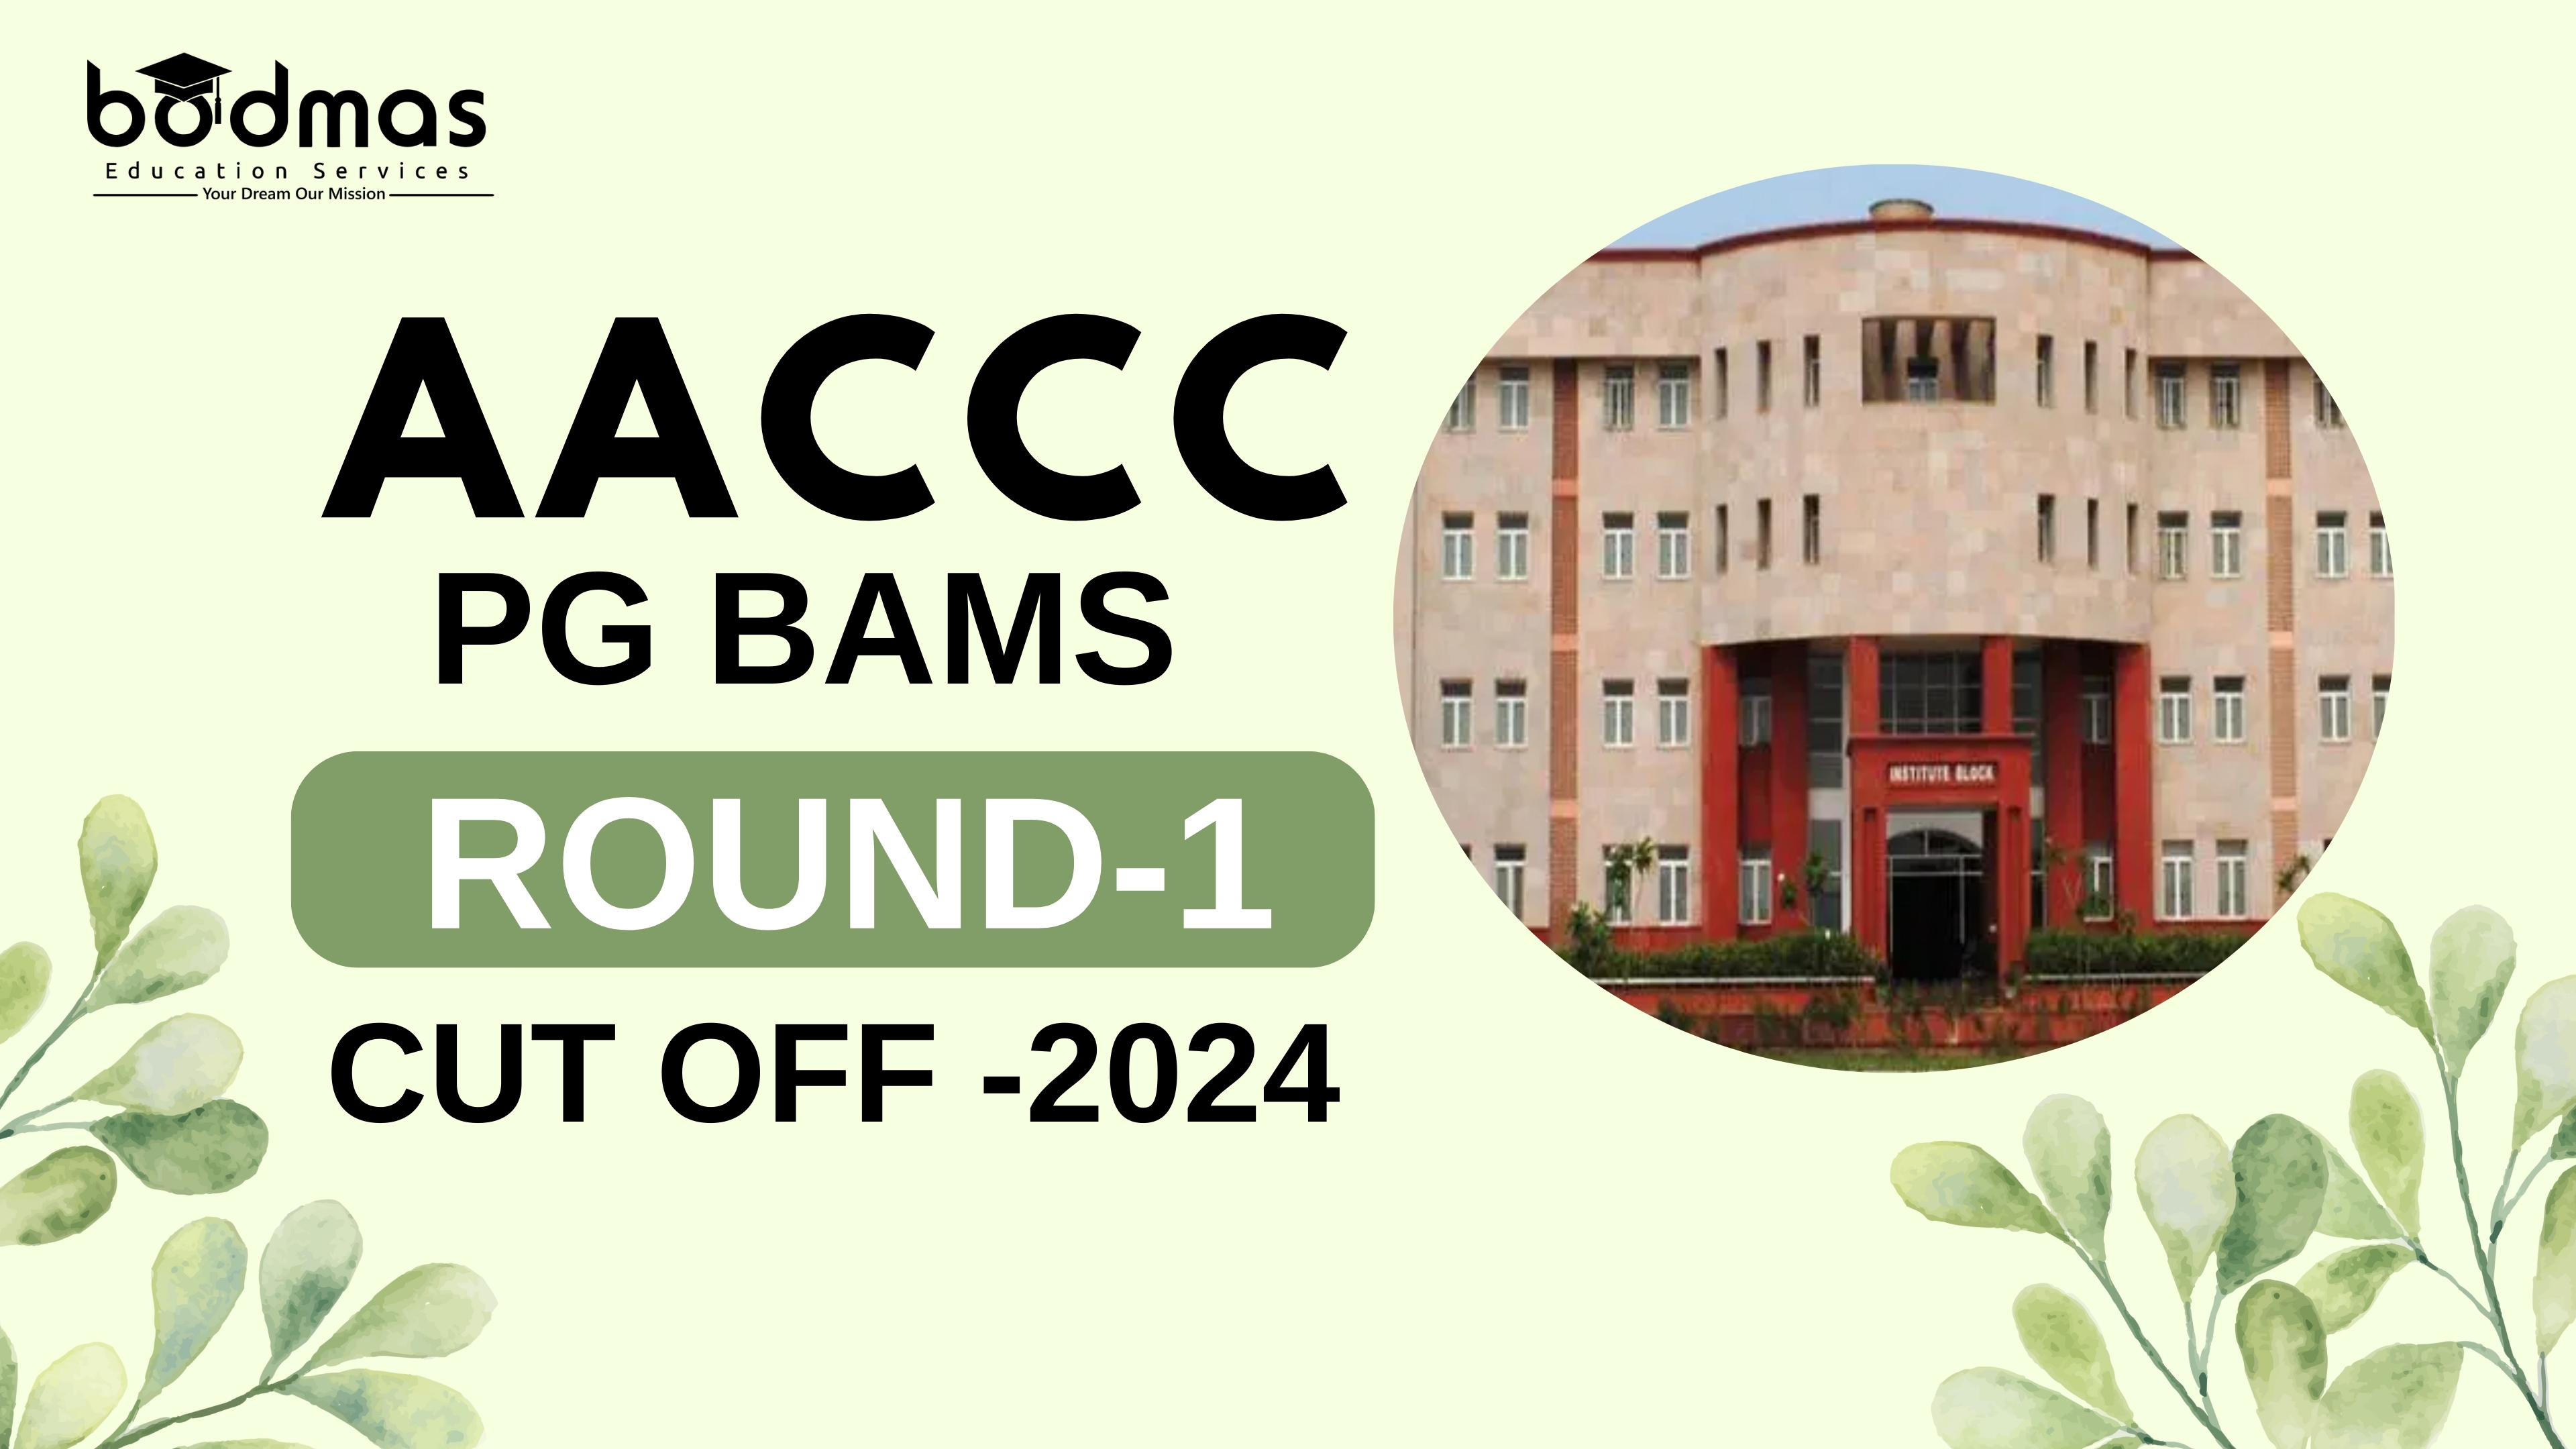 bodmas
Education Services
Your Dream Our Mission
AACCC
PG BAMS
ROUND-1
CUT OFF -2024
INSTITUTE BLOCK